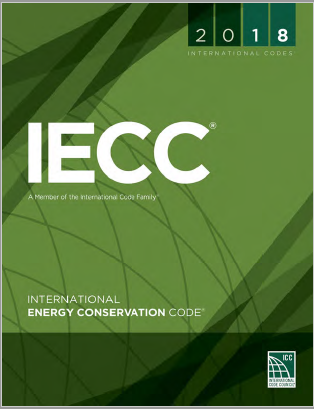 2018
INTERNATIONAL CODES
IECC®
A Member of the International Code Family®
INTERNATIONAL
ENERGY CONSERVATION CODE®
ICC
INTERNATIONAL
CODE COUNCIL®